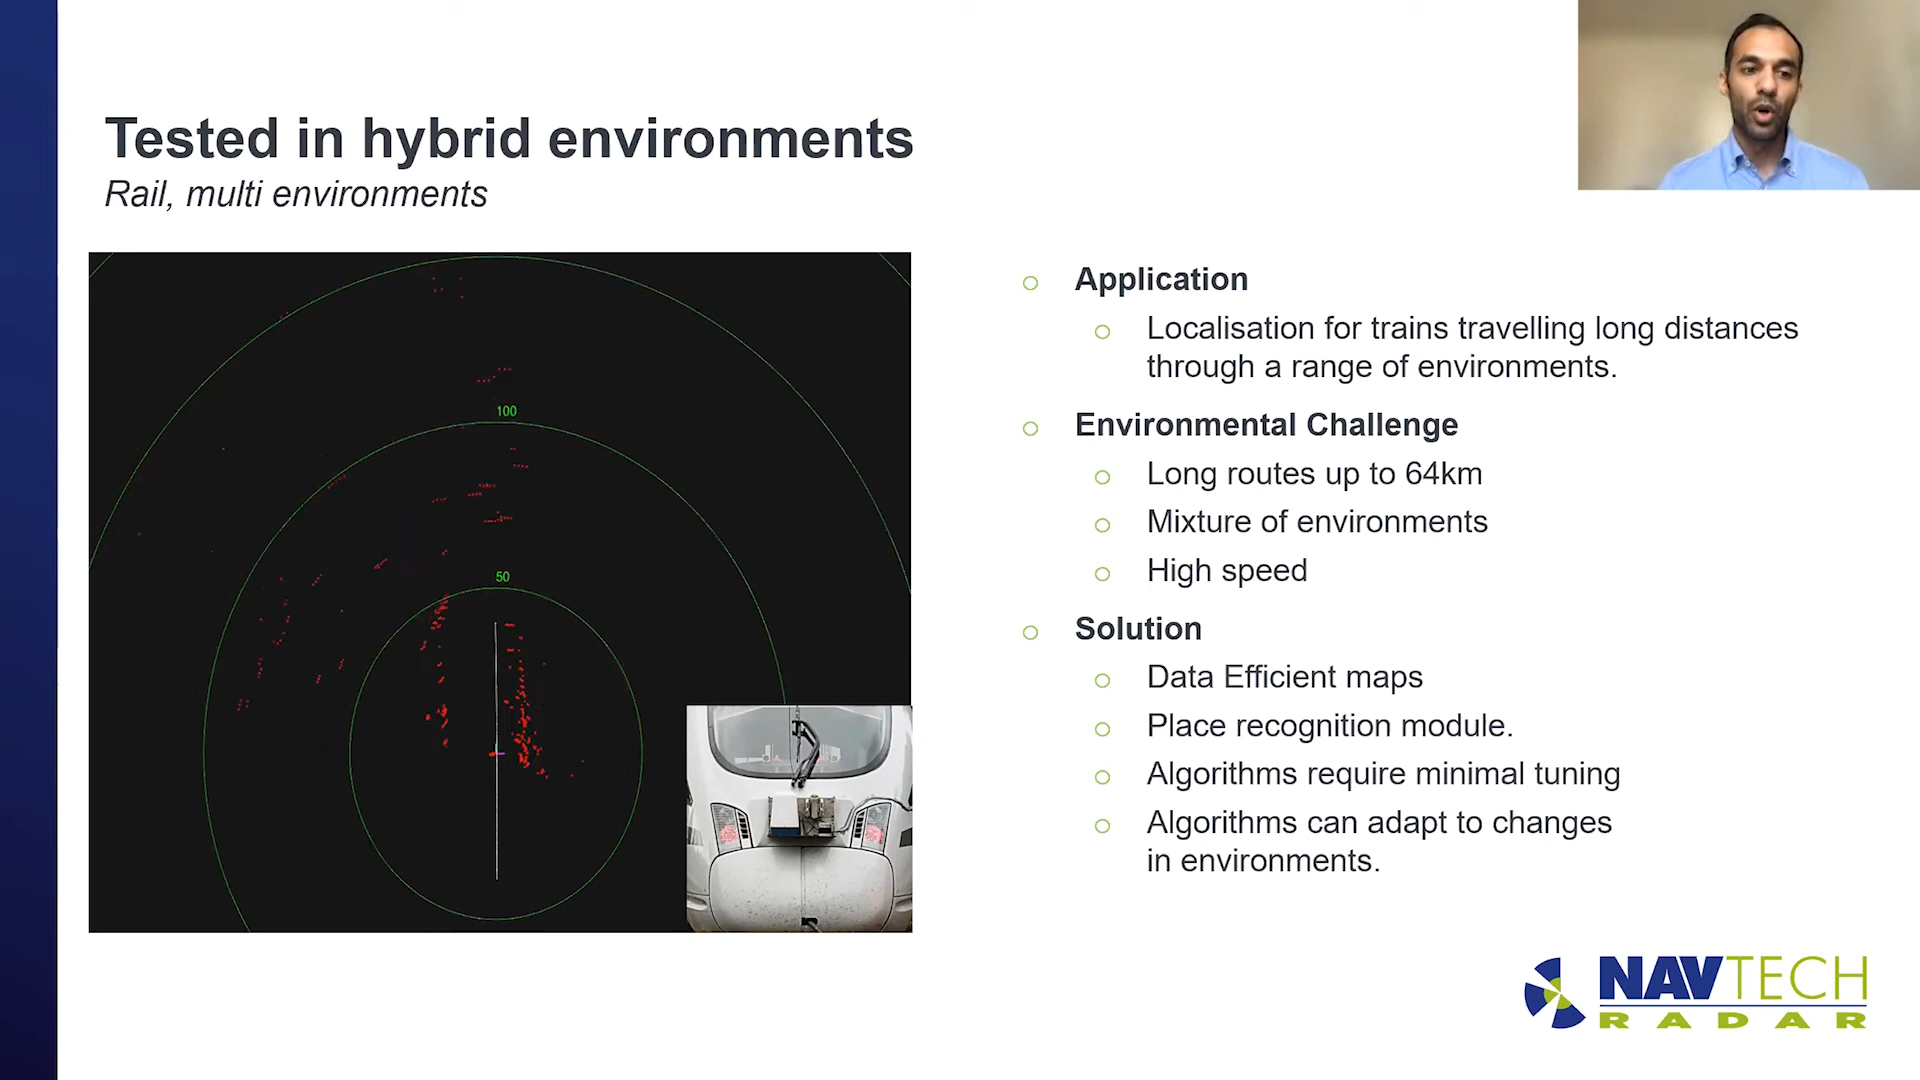 Tested in hybrid environments
Rail, multi environments
100
50
Application
Localisation for trains travelling long distances
through a range of environments.
Environmental Challenge
Long routes up to 64km
Mixture of environments
High speed
Solution
Data Efficient maps
Place recognition module.
Algorithms require minimal tuning
Algorithms can adapt to changes
in environments.
NAVTECH
RADAR